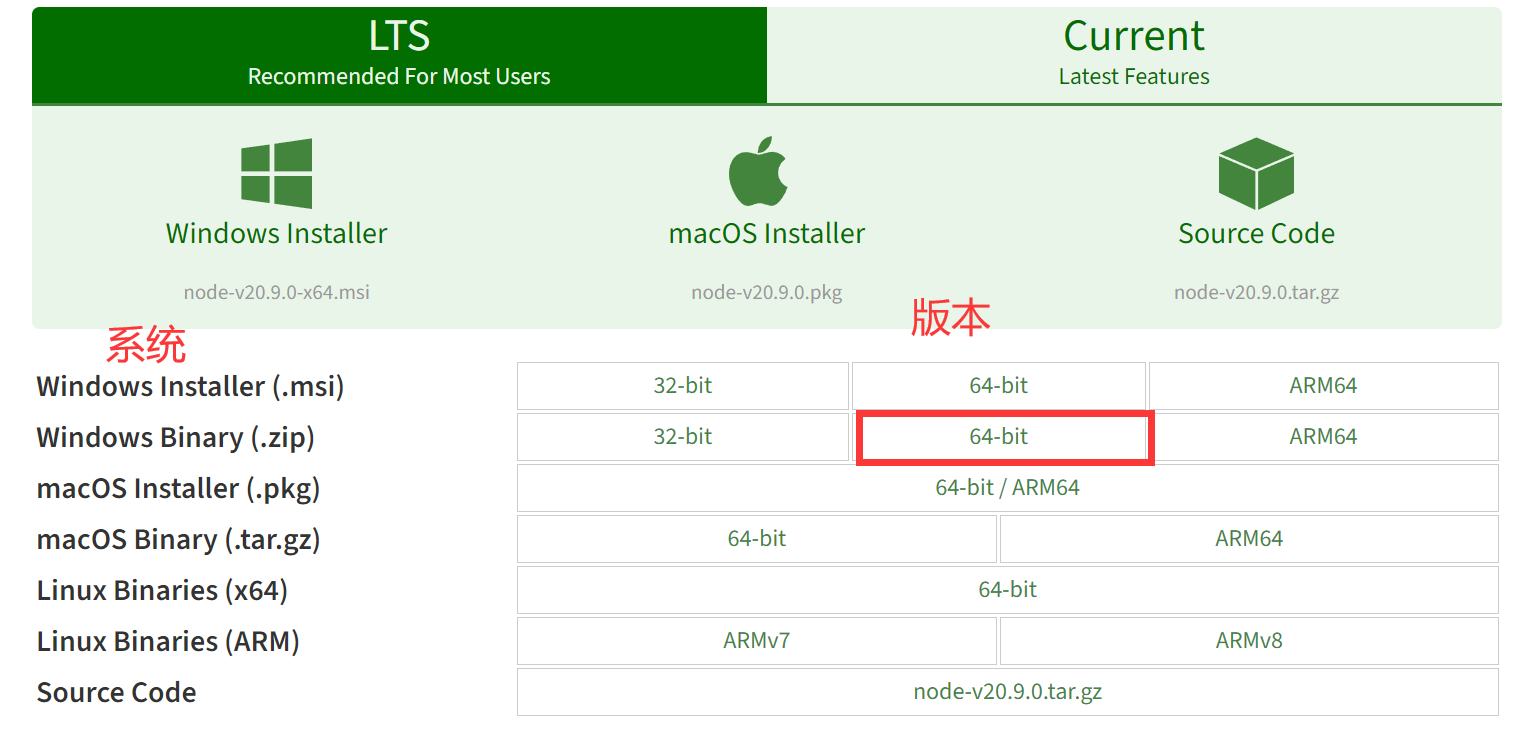 LTS
Recommended For Most Users
Current
Latest Features
Windows Installer
node-v20.9.0-x64.msi
macOS Installer
node-v20.9.0.pkg
Source Code
node-v20.9.0.tar.gz
系统
版本
Windows Installer (.msi) 32-bit 64-bit ARM64
Windows Binary (.zip) 32-bit 64-bit ARM64
macOS Installer (.pkg) 64-bit / ARM64
macOS Binary (.tar.gz) 64-bit ARM64
Linux Binaries (x64) 64-bit
Linux Binaries (ARM) ARMv7 ARMv8
Source Code node-v20.9.0.tar.gz